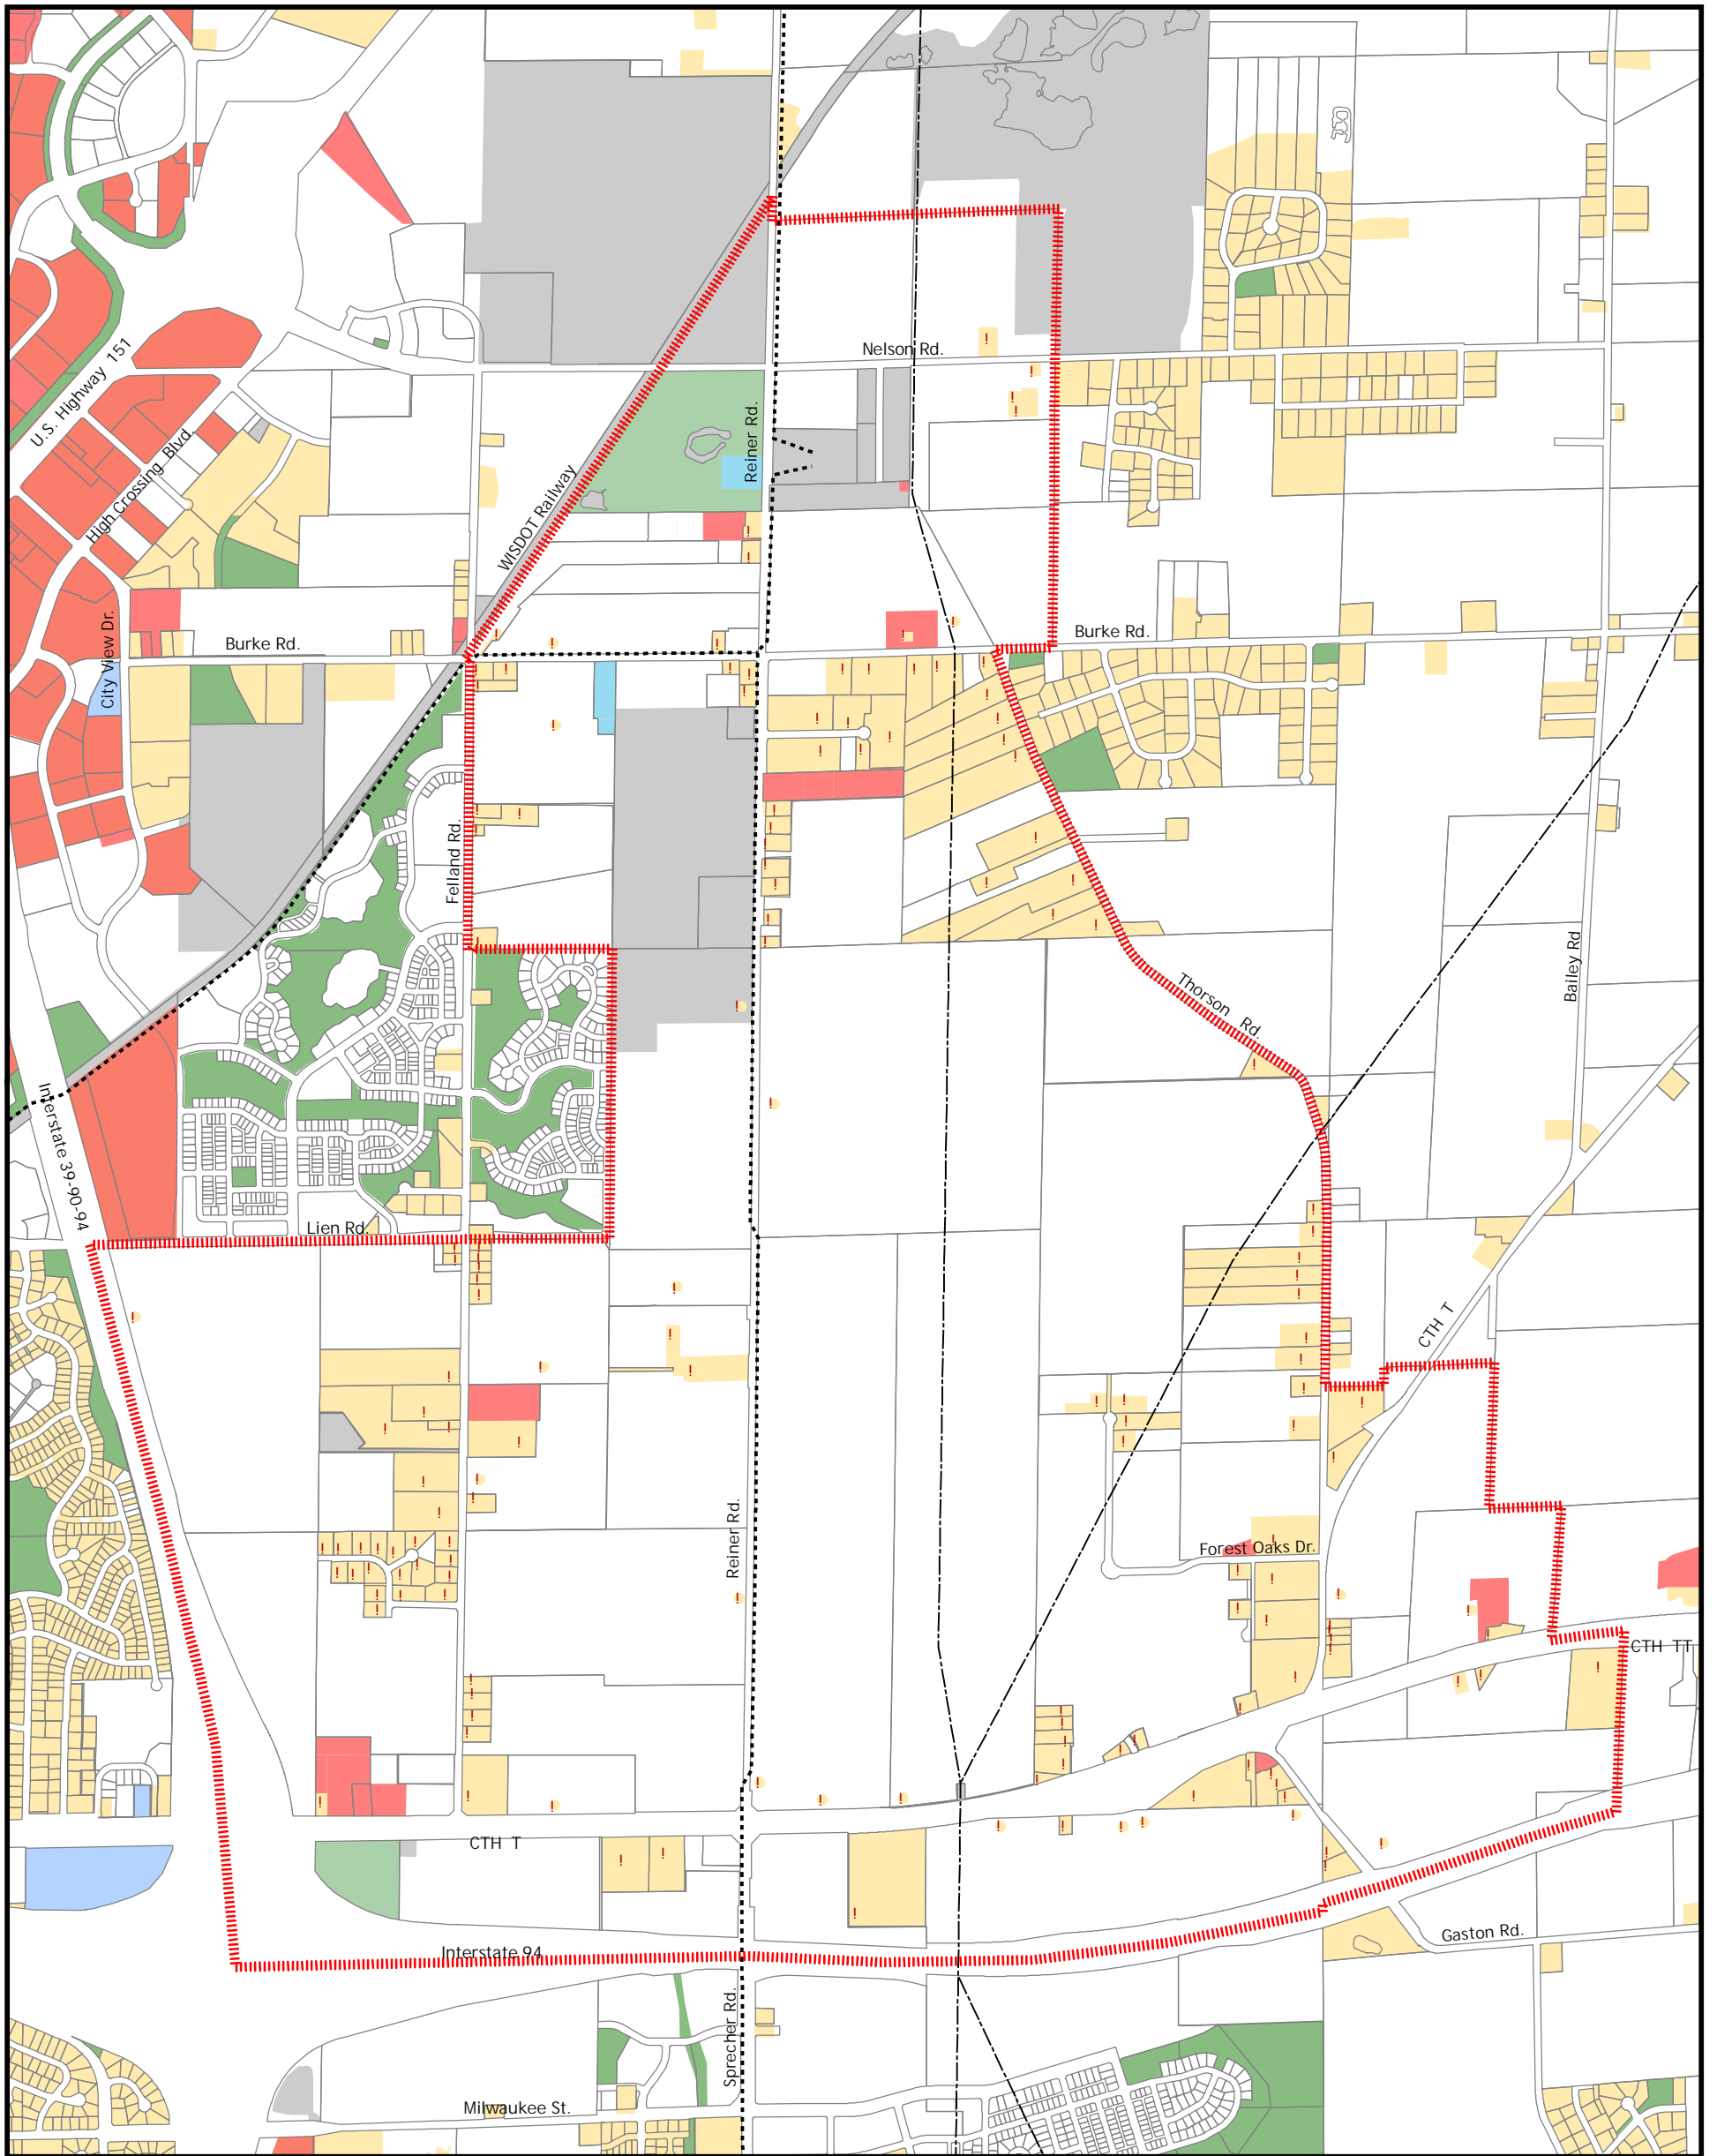 Nelson Rd.
U.S. Highway 151
High Crossing Blvd.
Reiner Rd.
WISDOT Railway
City View Dr.
Burke Rd.
Burke Rd.
Felland Rd.
Thorson Rd.
Bailey Rd
Interstate 39-90-94
Lien Rd.
CTH T
Reiner Rd.
Forest Oaks Dr.
CTH TT
CTH T
Gaston Rd.
Interstate 94
Sprecher Rd.
Milwaukee St.